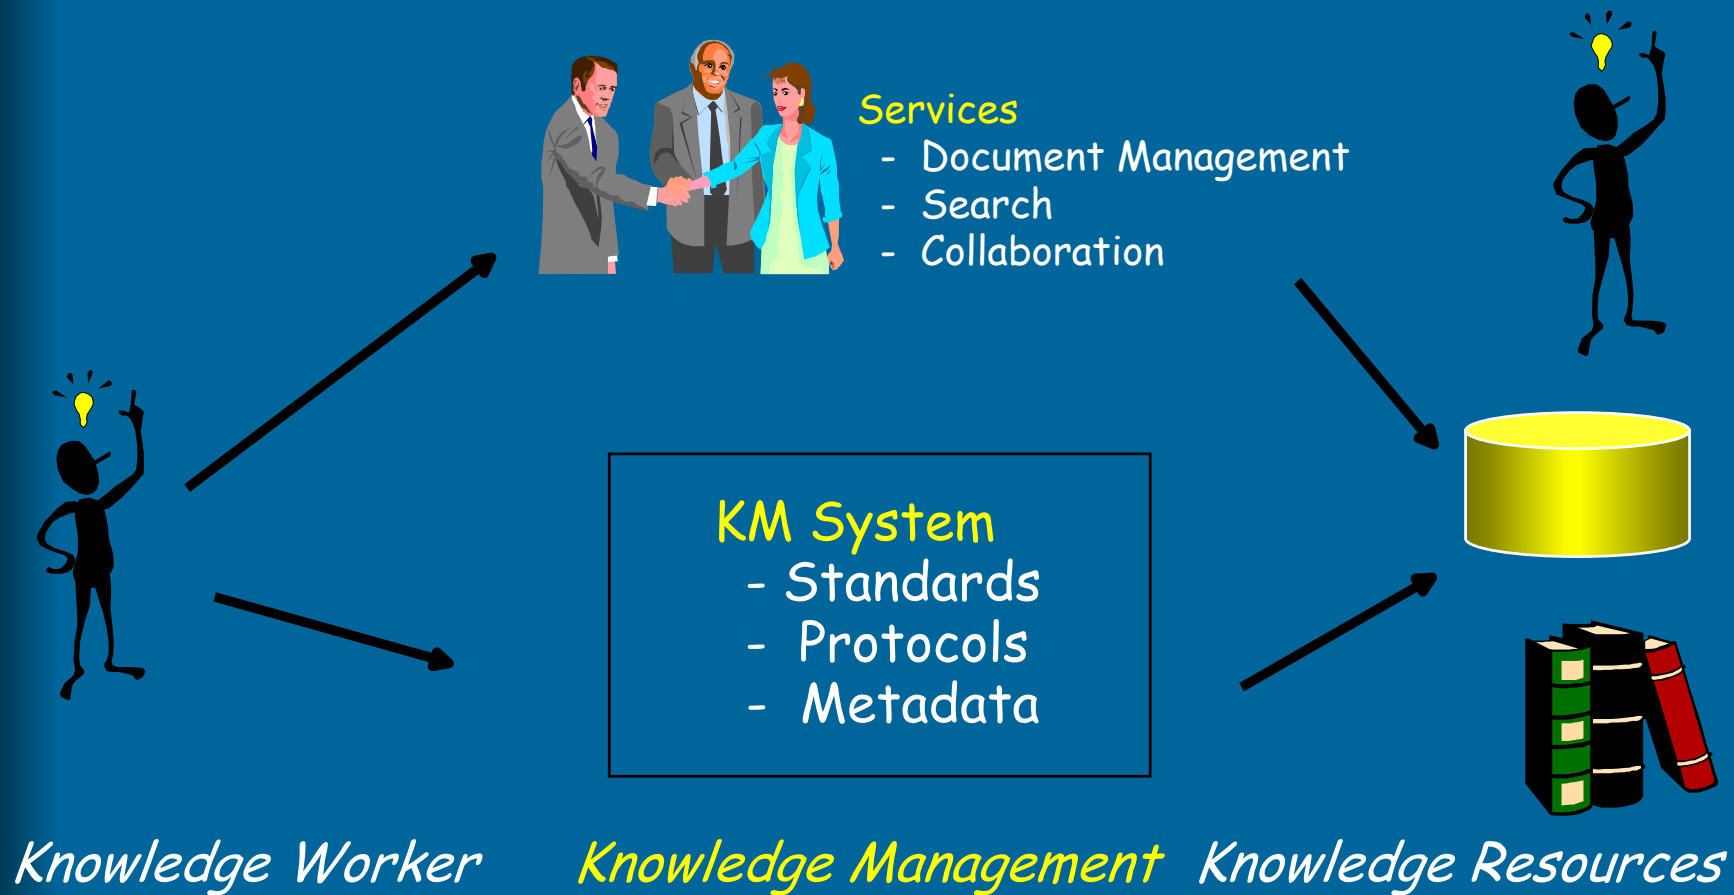 Services
- Document Management
- Search
- Collaboration
KM System
- Standards
- Protocols
- Metadata
Knowledge Worker
Knowledge Management
Knowledge Resources